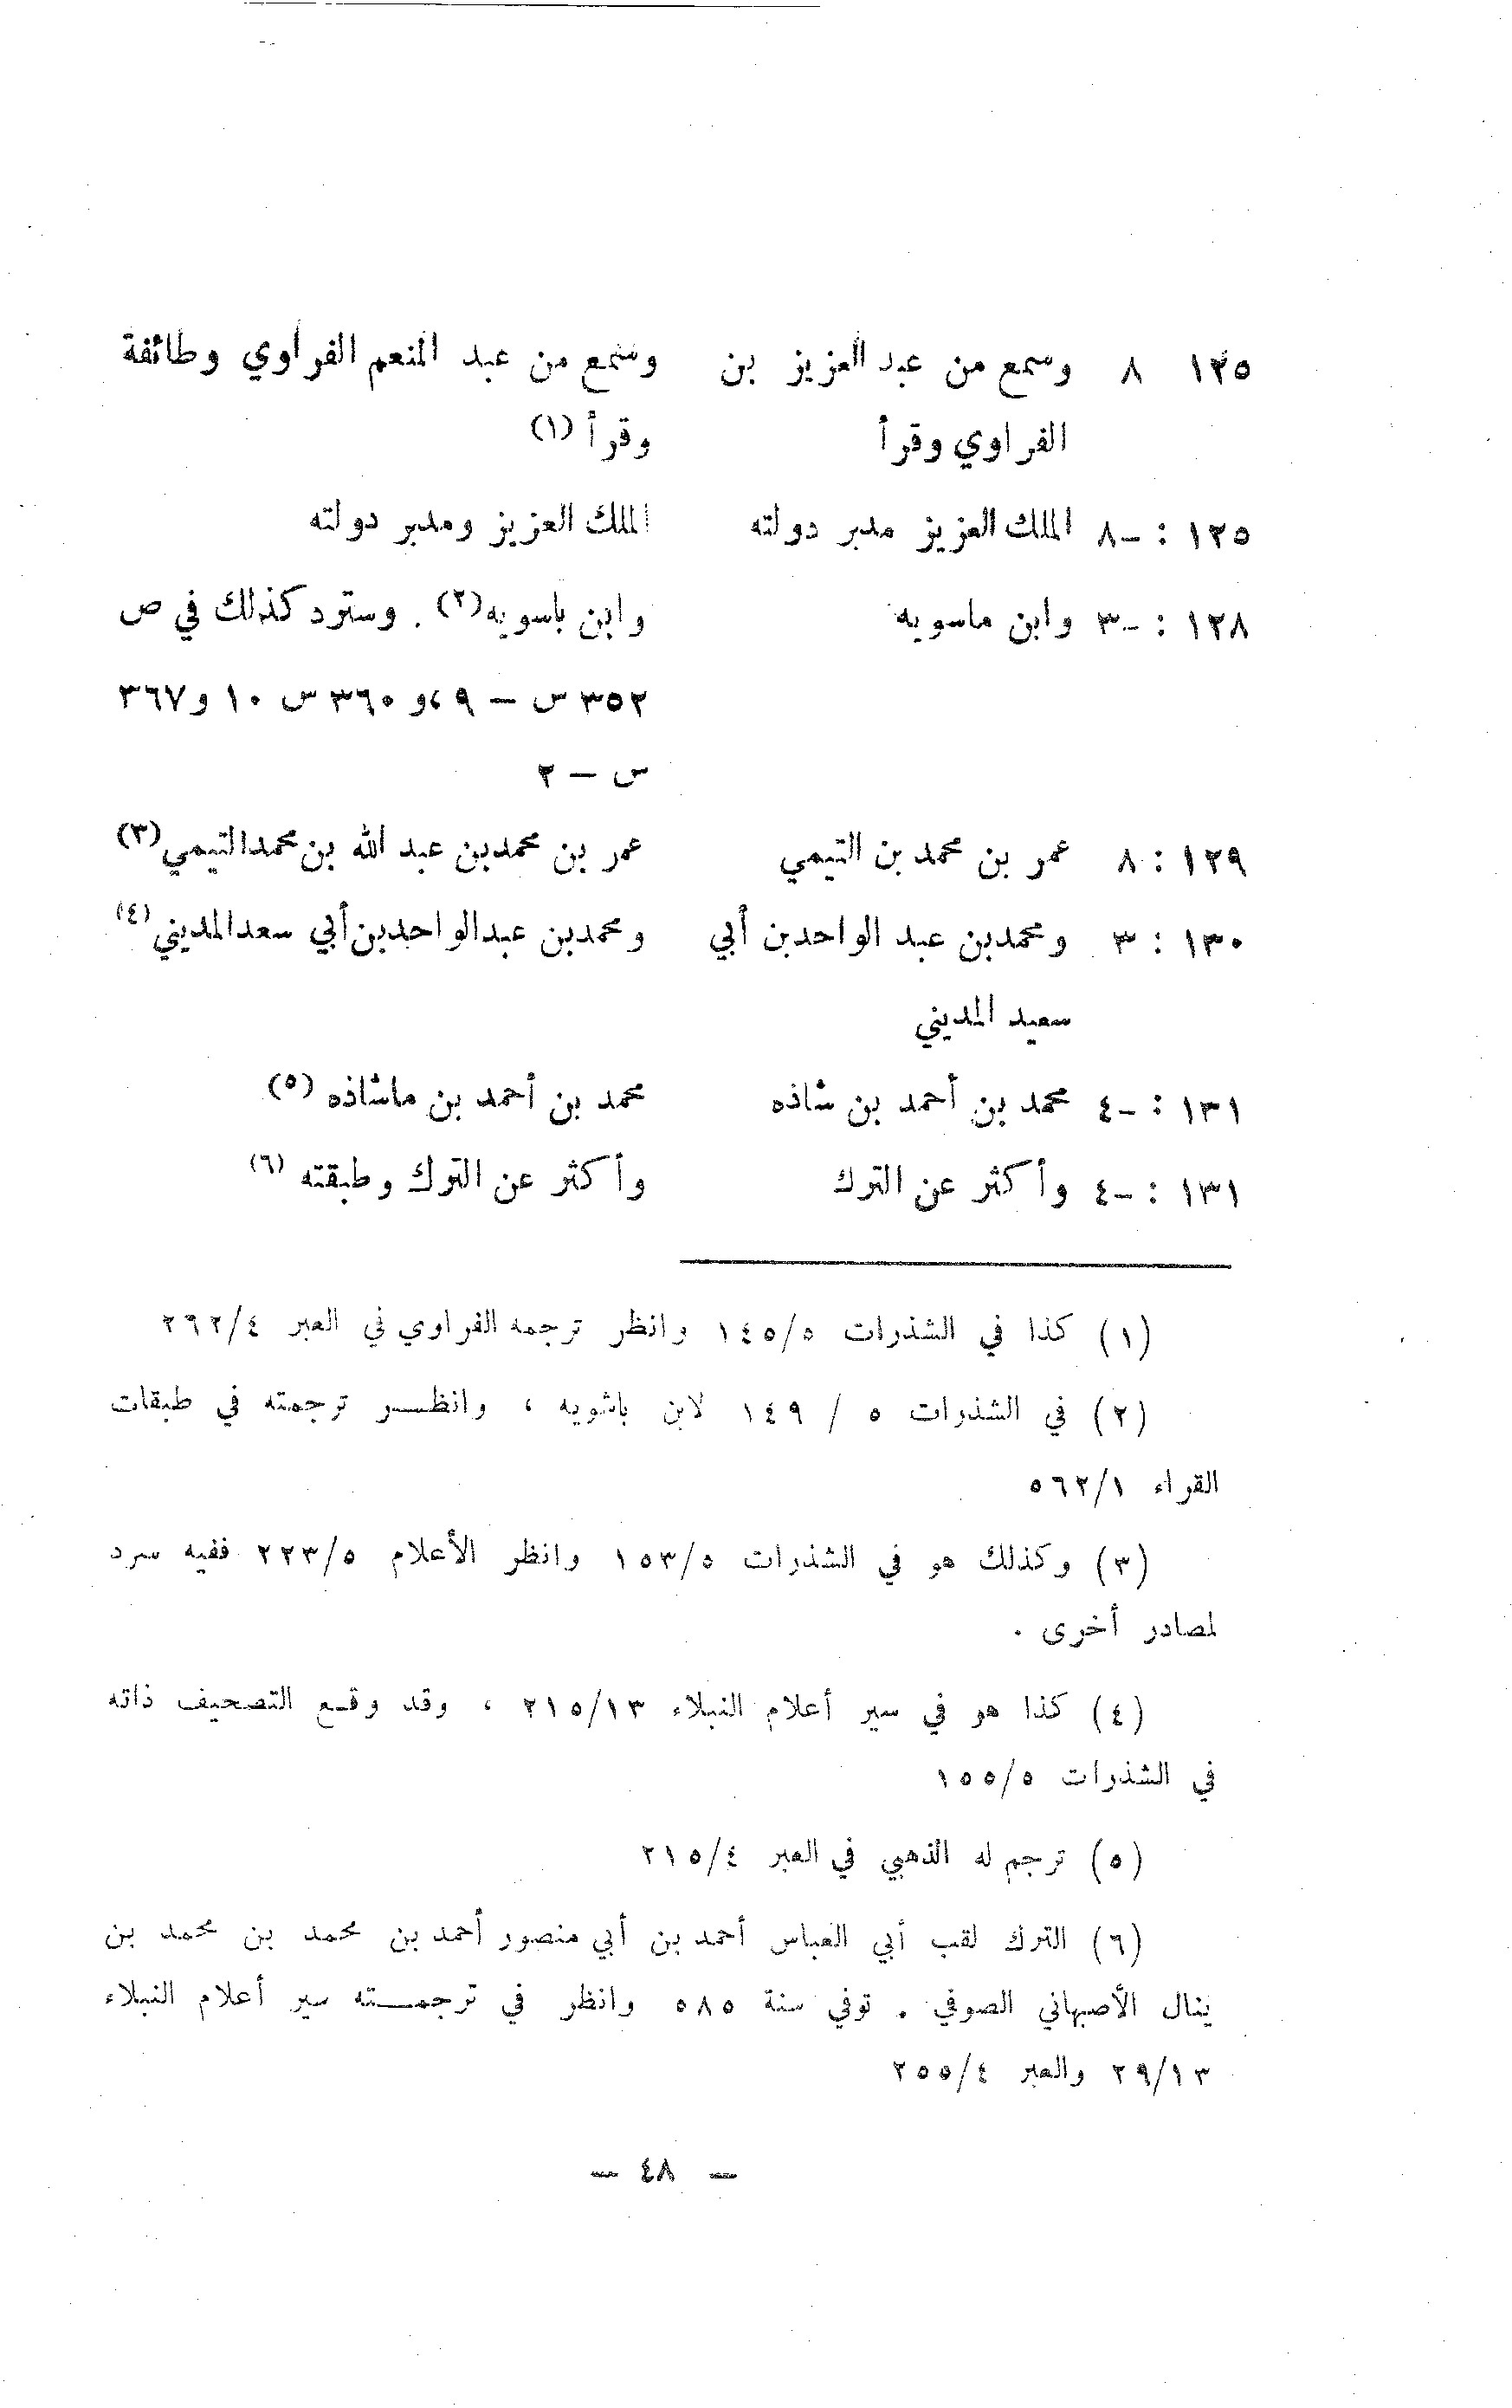 ١٢٥ ٨ وسمع من عبد العزيز بن وسمع من عبد المنعم الفراوي وطائفة
الفراوي وقرأ وقرأ (١)
١٢٥ : –٨ الملك العزيز مدبر دولته الملك العزيز ومدبر دولته
١٢٨ : –٣ وابن ماسويه وابن باسويه(٢) . وسترد كذلك في ص
٣٥٢ س – ٩ ،و ٣٦٠ س ١٠ و٣٦٧
س – ٢
١٢٩ : ٨ عمر بن محمد بن التيمي عمر بن محمدبن عبد الله بن محمدالتيمي(٣)
١٣٠ : ٣ ومحمدبن عبد الواحدبن أبي ومحمدبن عبدالواحدبن أبي سعدالمديني(٤)
سعيد المديني
١٣١ : –٤ محمد بن أحمد بن شاذه محمد بن أحمد بن ماشاذه (٥)
١٣١ : –٤ وأكثر عن الترك وأكثر عن الترك وطبقته (٦)
(١) كذا في الشذرات ١٤٥/٥ وانظر ترجمه الفراوي في العبر ٢٦٢/٤
(٢) في الشذرات ٥ / ١٤٩ لابن باشويه ، وانظر ترجمته في طبقات
القراء ٥٦٢/١
(٣) وكذلك هو في الشذرات ١٥٣/٥ وانظر الأعلام ٢٢٣/٥ ففيه سرد
لمصادر أخرى .
(٤) كذا هو في سير أعلام النبلاء ٢١٥/١٣ ، وقد وقع التصحيف ذاته
في الشذرات ١٥٥/٥
(٥) ترجم له الذهبي في العبر ٢١٥/٤
(٦) الترك لقب أبي العباس أحمد بن أبي منصور أحمد بن محمد بن محمد بن
ينال الأصبهاني الصوفي . توفي سنة ٥٨٥ وانظر في ترجمته سير أعلام النبلاء
٢٩/١٣ والعبر ٢٥٥/٤
– ٤٨ –